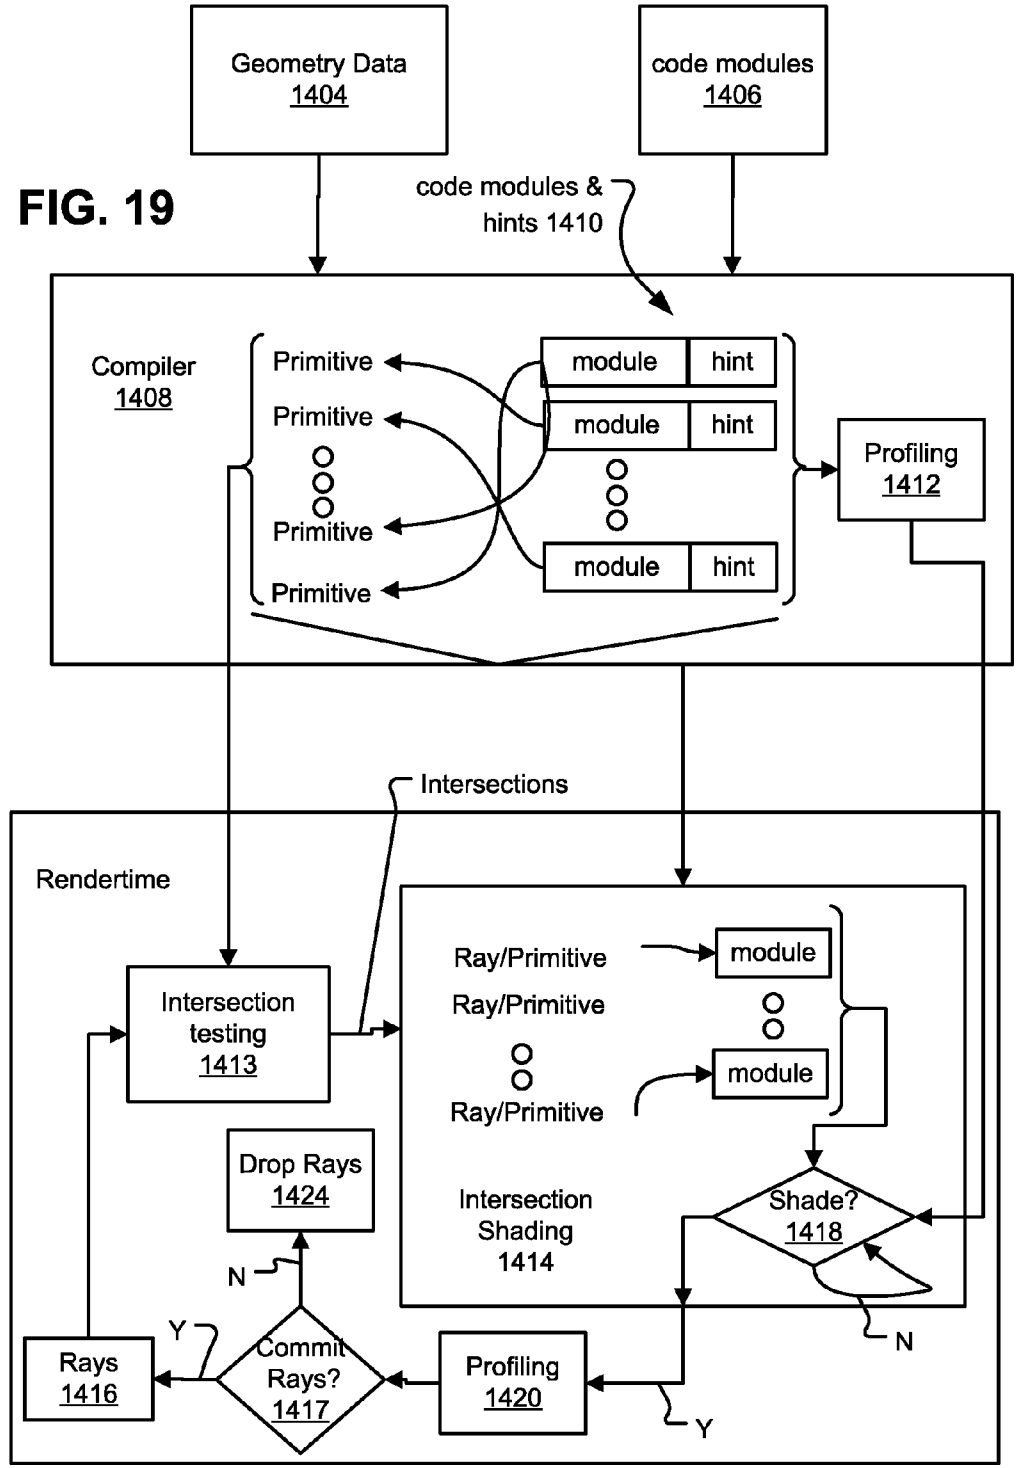 Geometry Data
1404
code modules
1406
FIG. 19
code modules &
hints 1410
Compiler
1408
Primitive
Primitive
Primitive
Primitive
module hint
module hint
module hint
Profiling
1412
Intersections
Rendertime
Intersection
testing
1413
Ray/Primitive
Ray/Primitive
Ray/Primitive
module
module
Drop Rays
1424
Intersection
Shading
1414
Shade?
1418
N
N
Y
Rays
1416
Commit
Rays?
1417
Profiling
1420
Y